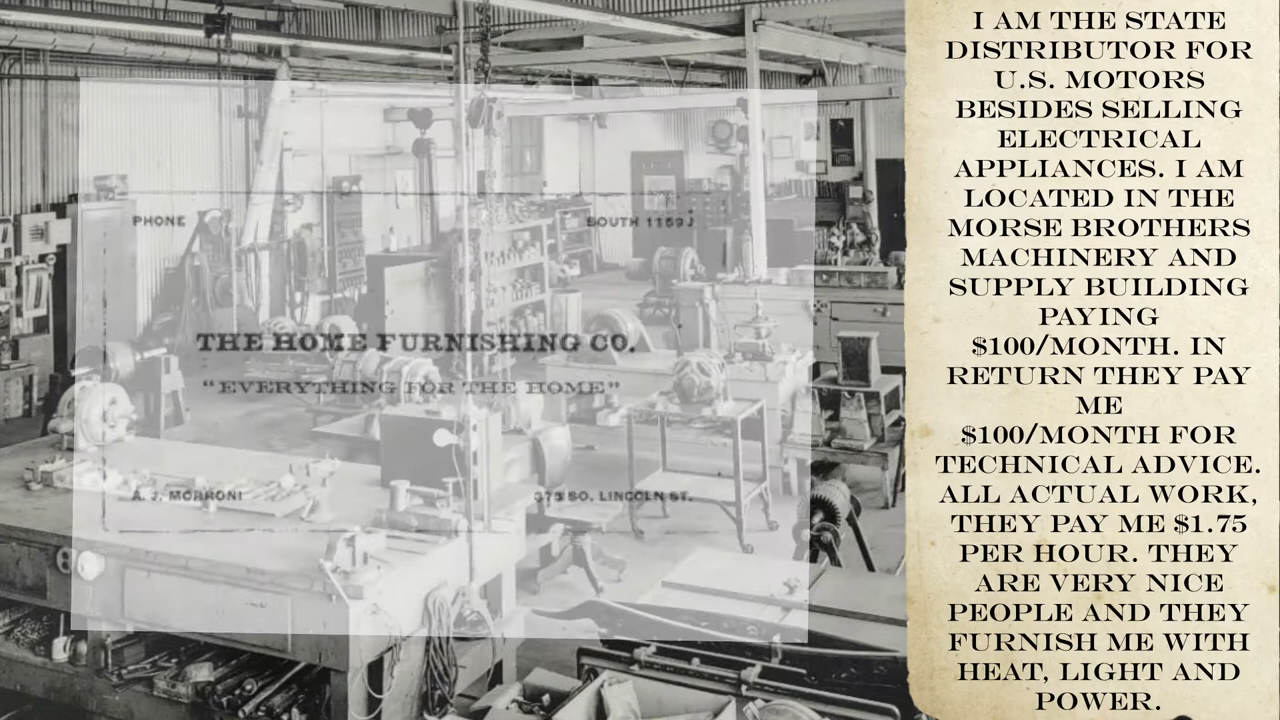 PHONE SOUTH 1159J
THE HOME FURNISHING CO.
"EVERYTHING FOR THE HOME"
A. J. MORRONI 373 SO. LINCOLN ST.
I AM THE STATE
DISTRIBUTOR FOR
U.S. MOTORS
BESIDES SELLING
ELECTRICAL
APPLIANCES. I AM
LOCATED IN THE
MORSE BROTHERS
MACHINERY AND
SUPPLY BUILDING
PAYING
$100/MONTH. IN
RETURN THEY PAY
ME
$100/MONTH FOR
TECHNICAL ADVICE.
ALL ACTUAL WORK,
THEY PAY ME $1.75
PER HOUR. THEY
ARE VERY NICE
PEOPLE AND THEY
FURNISH ME WITH
HEAT, LIGHT AND
POWER.